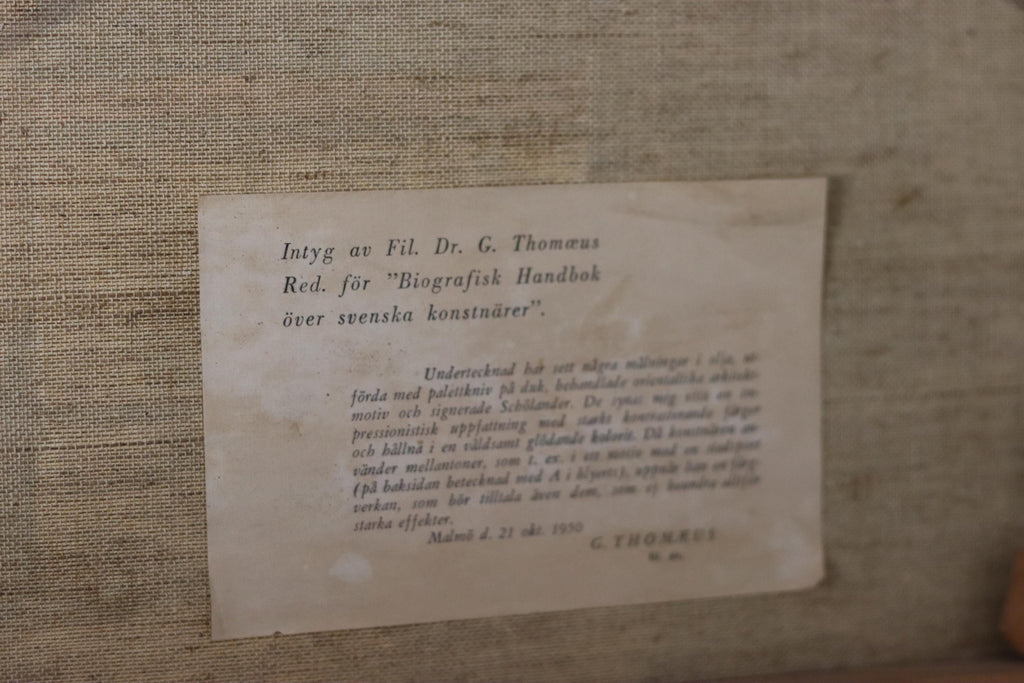 Intyg av Fil. Dr. G. Thomæus
Red. för ”Biografisk Handbok
över svenska konstnärer”.
Undertecknad har sett några målningar i olja, ut-
förda med palettkniv på duk, behandlade orientaliska arkitekt-
motiv och signerade Schölander. De synas mig vila på im-
pressionistisk uppfattning med starkt kontrasterande färger
och hållna i en våldsamt glödande kolorit. Då konstnären an-
vänder mellantoner, som t. ex. i ett motiv med en
(på baksidan betecknad med A i blyerts), uppnår han en färg-
verkan, som bör tilltala även dem, som ej beundra alltför
starka effekter.
Malmö d. 21 okt. 1950
G. THOMÆUS